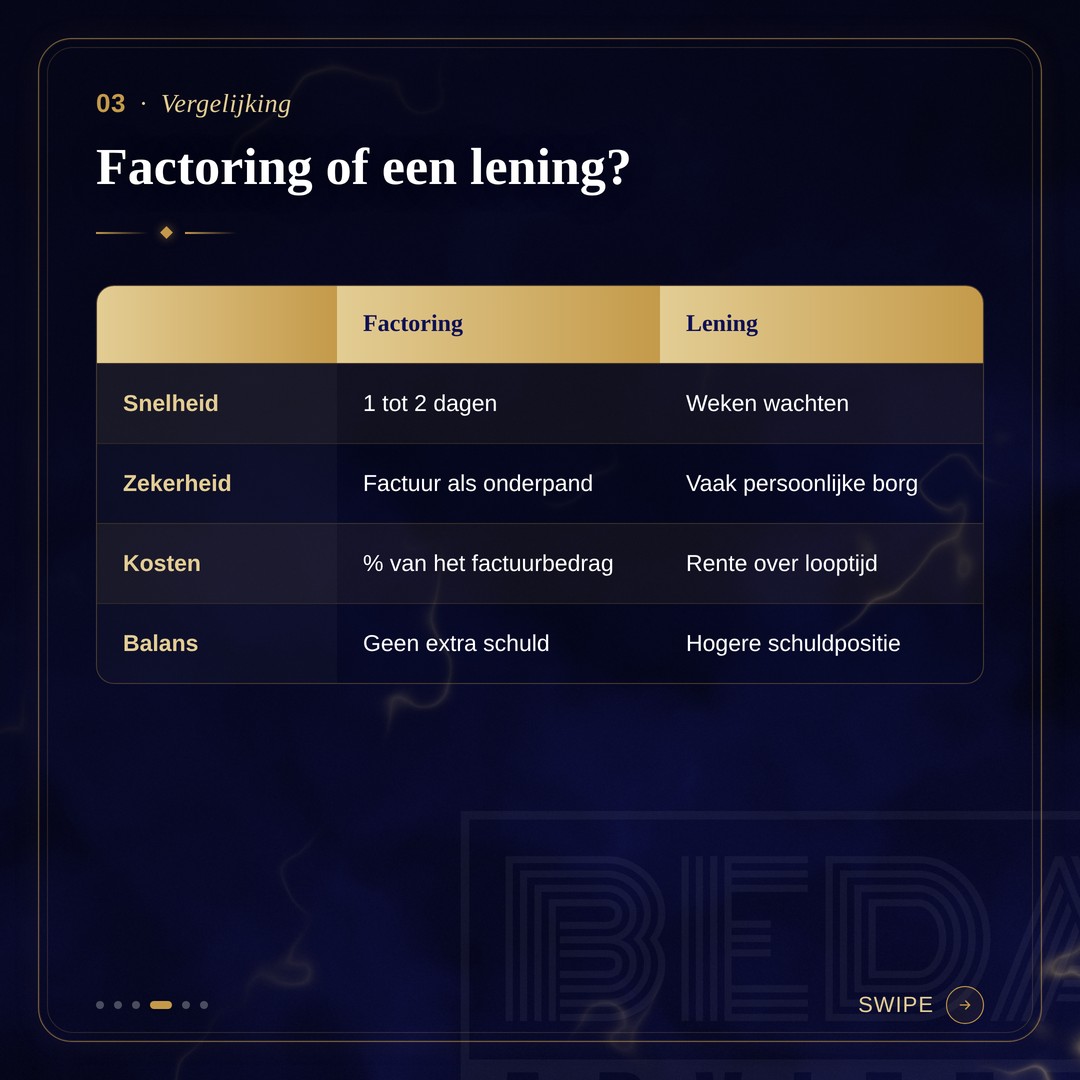 03 · Vergelijking
Factoring of een lening?
Factoring Lening
Snelheid 1 tot 2 dagen Weken wachten
Zekerheid Factuur als onderpand Vaak persoonlijke borg
Kosten % van het factuurbedrag Rente over looptijd
Balans Geen extra schuld Hogere schuldpositie
BEDA
SWIPE